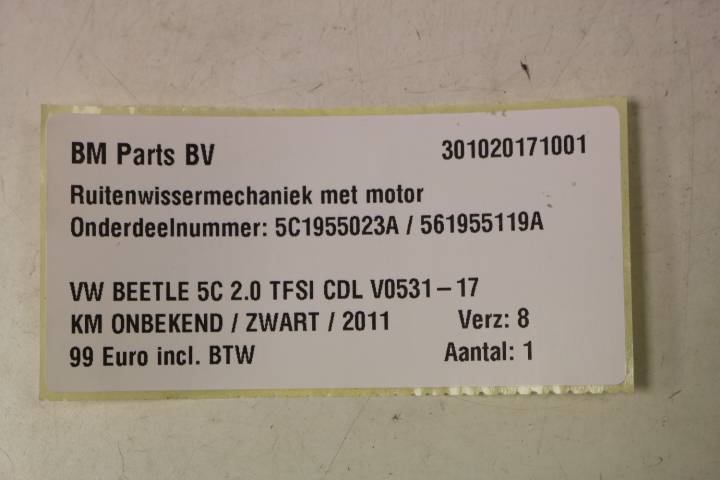 BM Parts BV 301020171001
Ruitenwissermechaniek met motor
Onderdeelnummer: 5C1955023A / 561955119A
VW BEETLE 5C 2.0 TFSI CDL V0531-17
KM ONBEKEND / ZWART / 2011 Verz: 8
99 Euro incl. BTW Aantal: 1